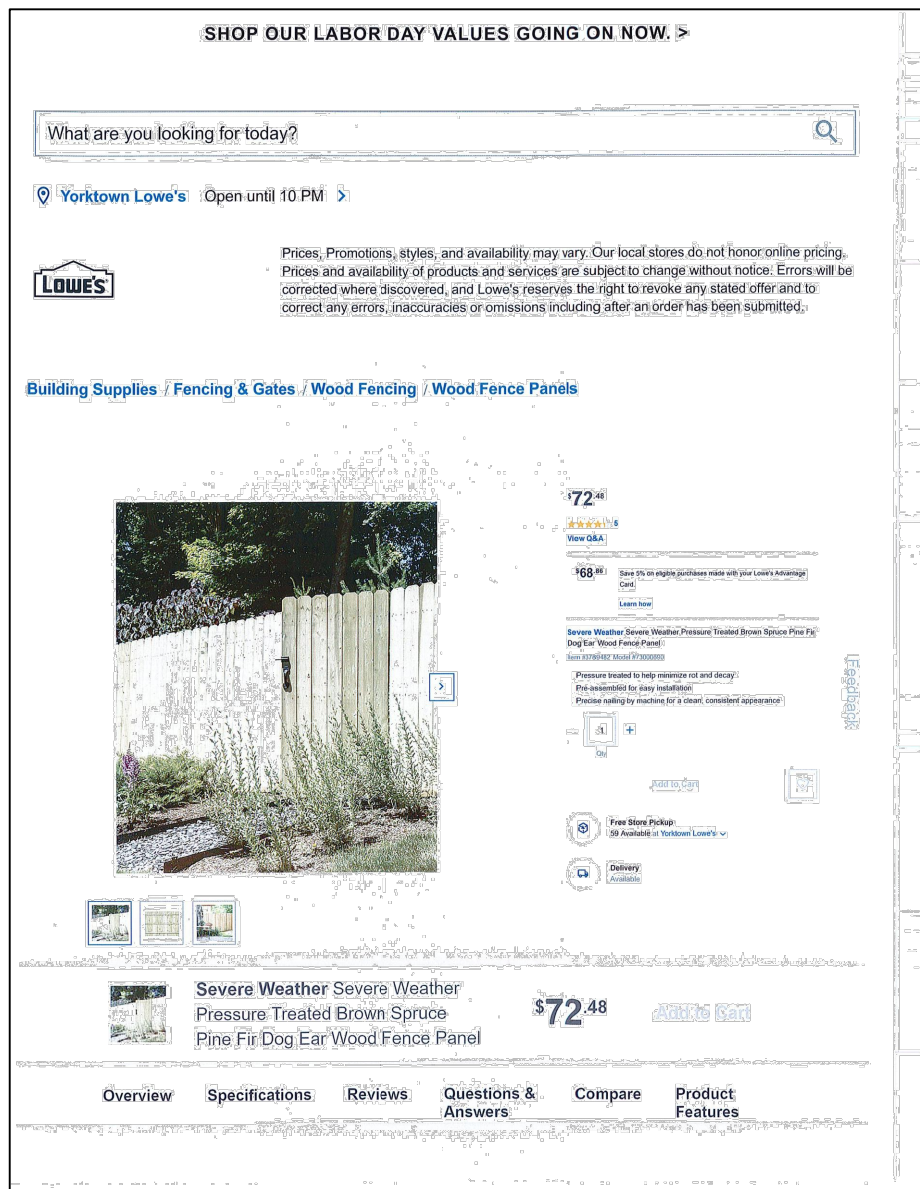 SHOP OUR LABOR DAY VALUES GOING ON NOW. >
What are you looking for today?
Yorktown Lowe's Open until 10 PM >
LOWE'S
Prices, Promotions, styles, and availability may vary. Our local stores do not honor online pricing.
Prices and availability of products and services are subject to change without notice. Errors will be
corrected where discovered, and Lowe's reserves the right to revoke any stated offer and to
correct any errors, inaccuracies or omissions including after an order has been submitted.
Building Supplies / Fencing & Gates / Wood Fencing / Wood Fence Panels
$72.48
5
View Q&A
$68.86 Save 5% on eligible purchases made with your Lowe's Advantage
Card.
Learn how
Severe Weather Severe Weather Pressure Treated Brown Spruce Pine Fir
Dog Ear Wood Fence Panel
Item #3789482 Model #73000893
Pressure treated to help minimize rot and decay
Pre-assembled for easy installation
Precise nailing by machine for a clean, consistent appearance
Feedback
1 +
Qty
Add to Cart
Free Store Pickup
59 Available at Yorktown Lowe's
Delivery
Available
Severe Weather Severe Weather
Pressure Treated Brown Spruce
Pine Fir Dog Ear Wood Fence Panel
$72.48
Add to Cart
Overview Specifications Reviews Questions & Answers Compare Product Features